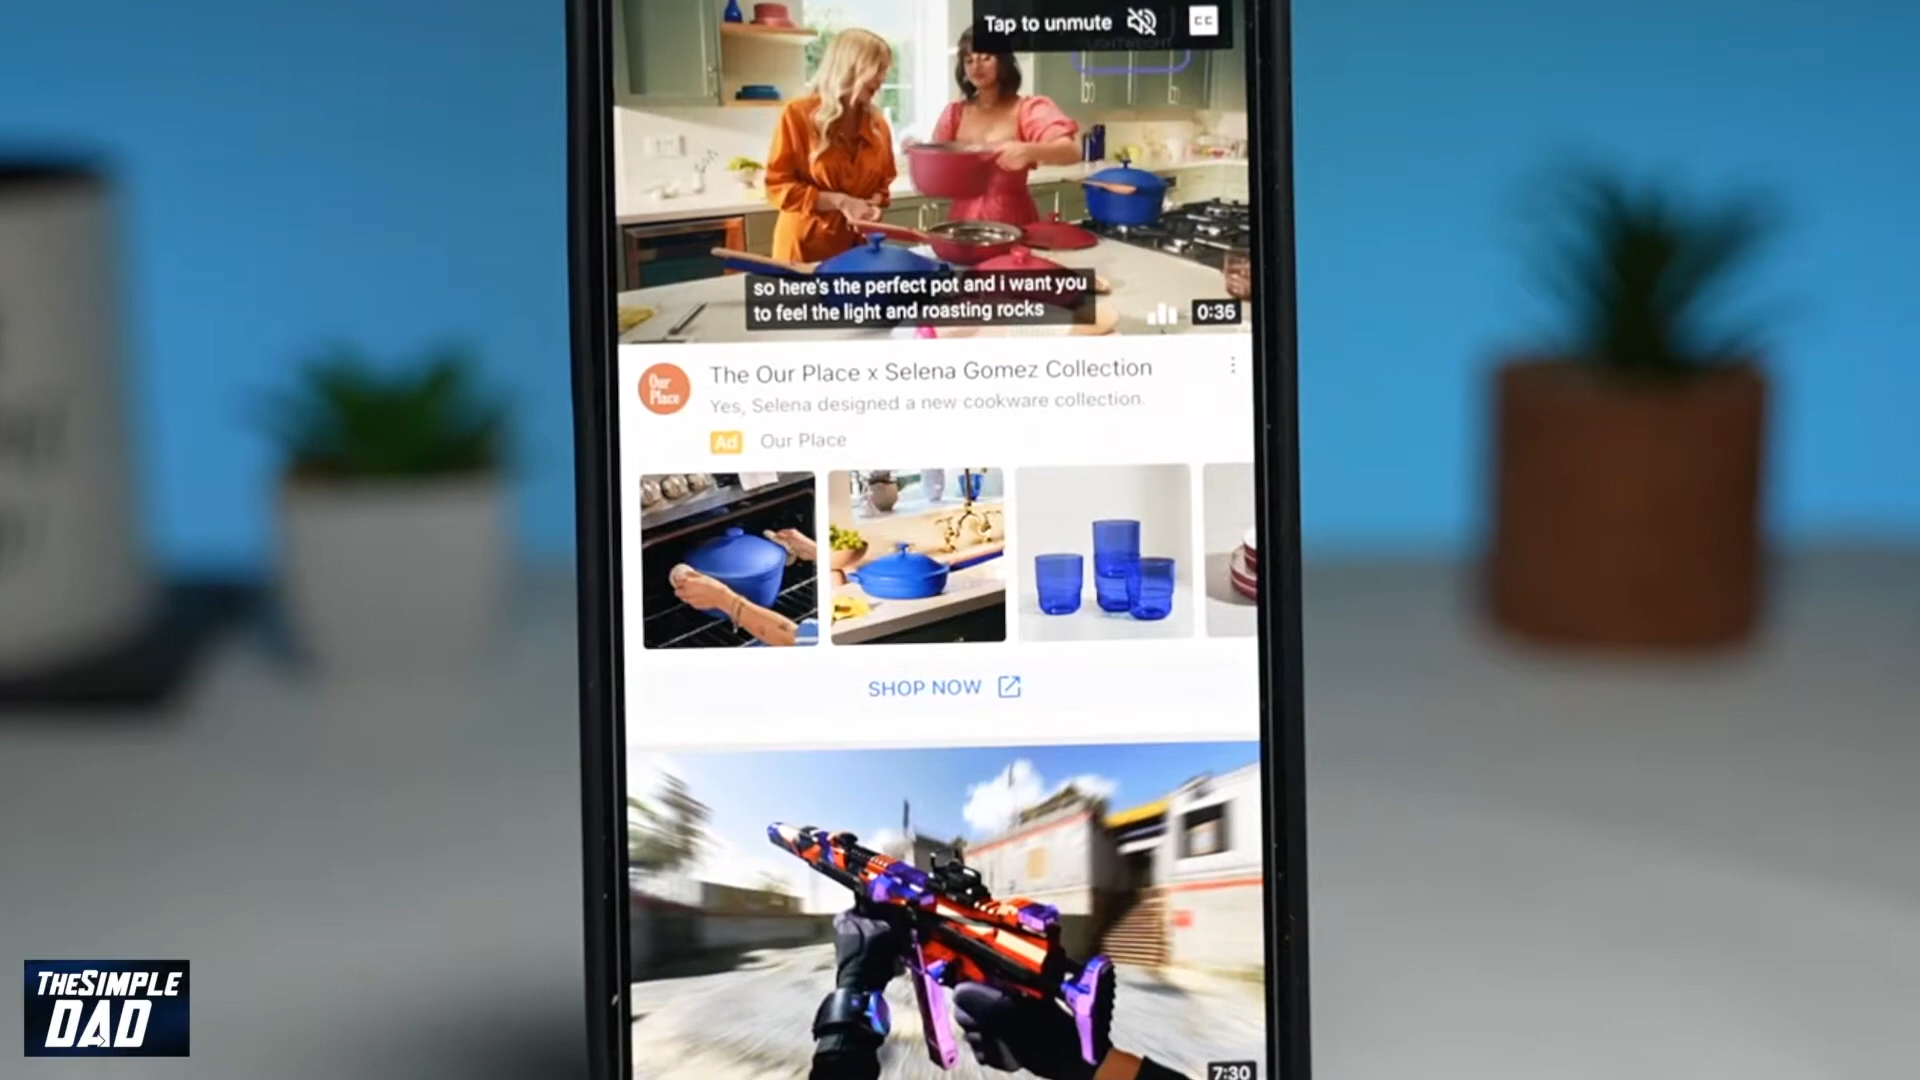 Tap to unmute
CC
so here's the perfect pot and i want you
to feel the light and roasting rocks
0:36
Our
Place
The Our Place x Selena Gomez Collection
Yes, Selena designed a new cookware collection.
Ad Our Place
SHOP NOW
7:30
THESIMPLE
DAD